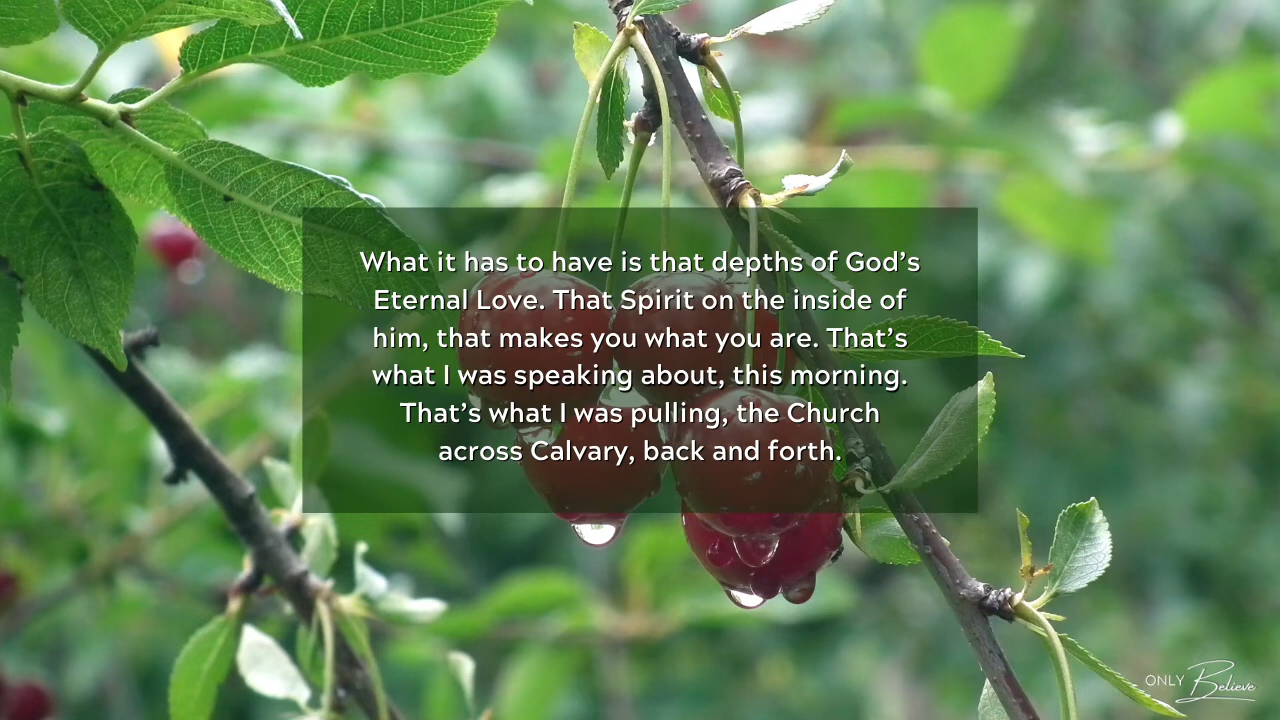 What it has to have is that depths of God’s
Eternal Love. That Spirit on the inside of
him, that makes you what you are. That’s
what I was speaking about, this morning.
That’s what I was pulling, the Church
across Calvary, back and forth.
ONLY Believe